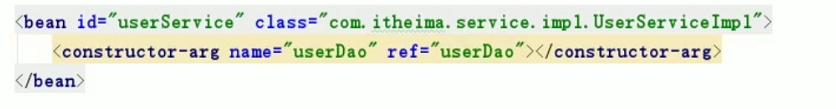 <bean id="userService" class="com.itheima.service.impl.UserServiceImpl">
<constructor-arg name="userDao" ref="userDao"></constructor-arg>
</bean>